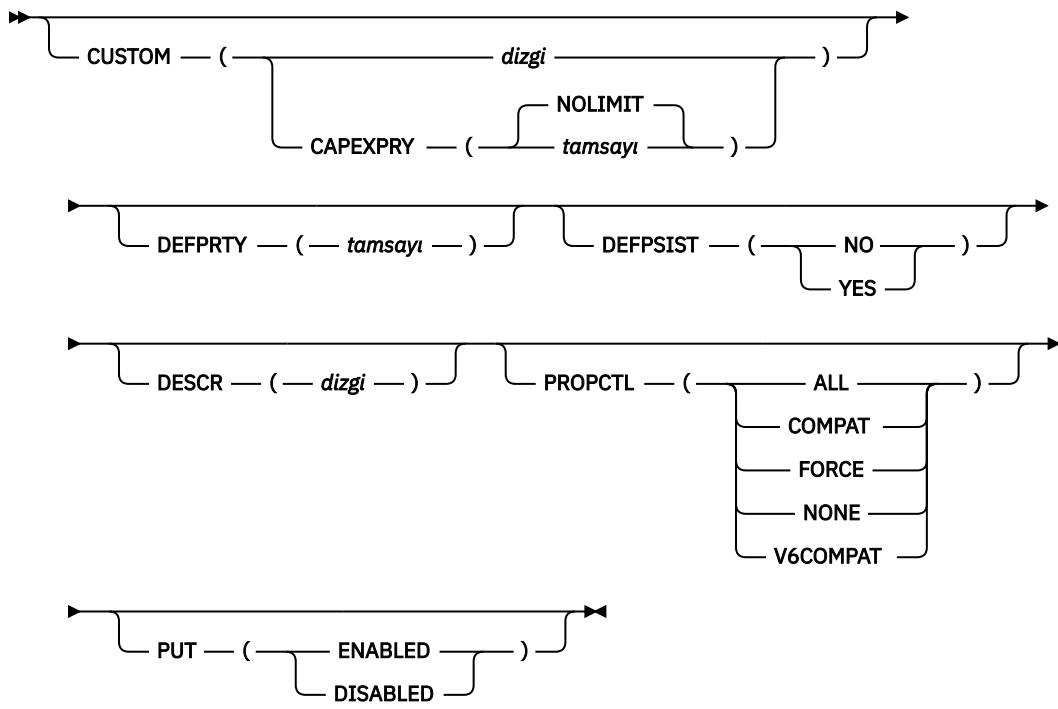 CUSTOM ( dizgi )
NOLIMIT
CAPEXPRY ( tamsayı )
DEFPRTY ( tamsayı ) DEFPSIST ( NO )
YES
DESCR ( dizgi ) PROPCTL ( ALL )
COMPAT
FORCE
NONE
V6COMPAT
PUT ( ENABLED )
DISABLED